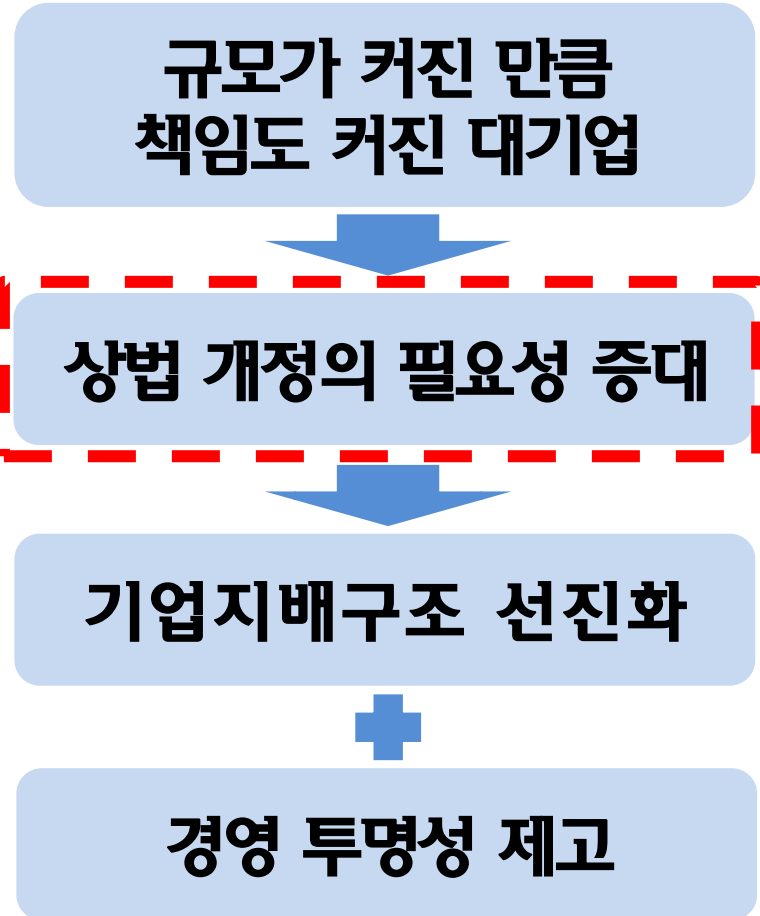 규모가 커진 만큼
책임도 커진 대기업
상법 개정의 필요성 증대
기업지배구조 선진화
경영 투명성 제고